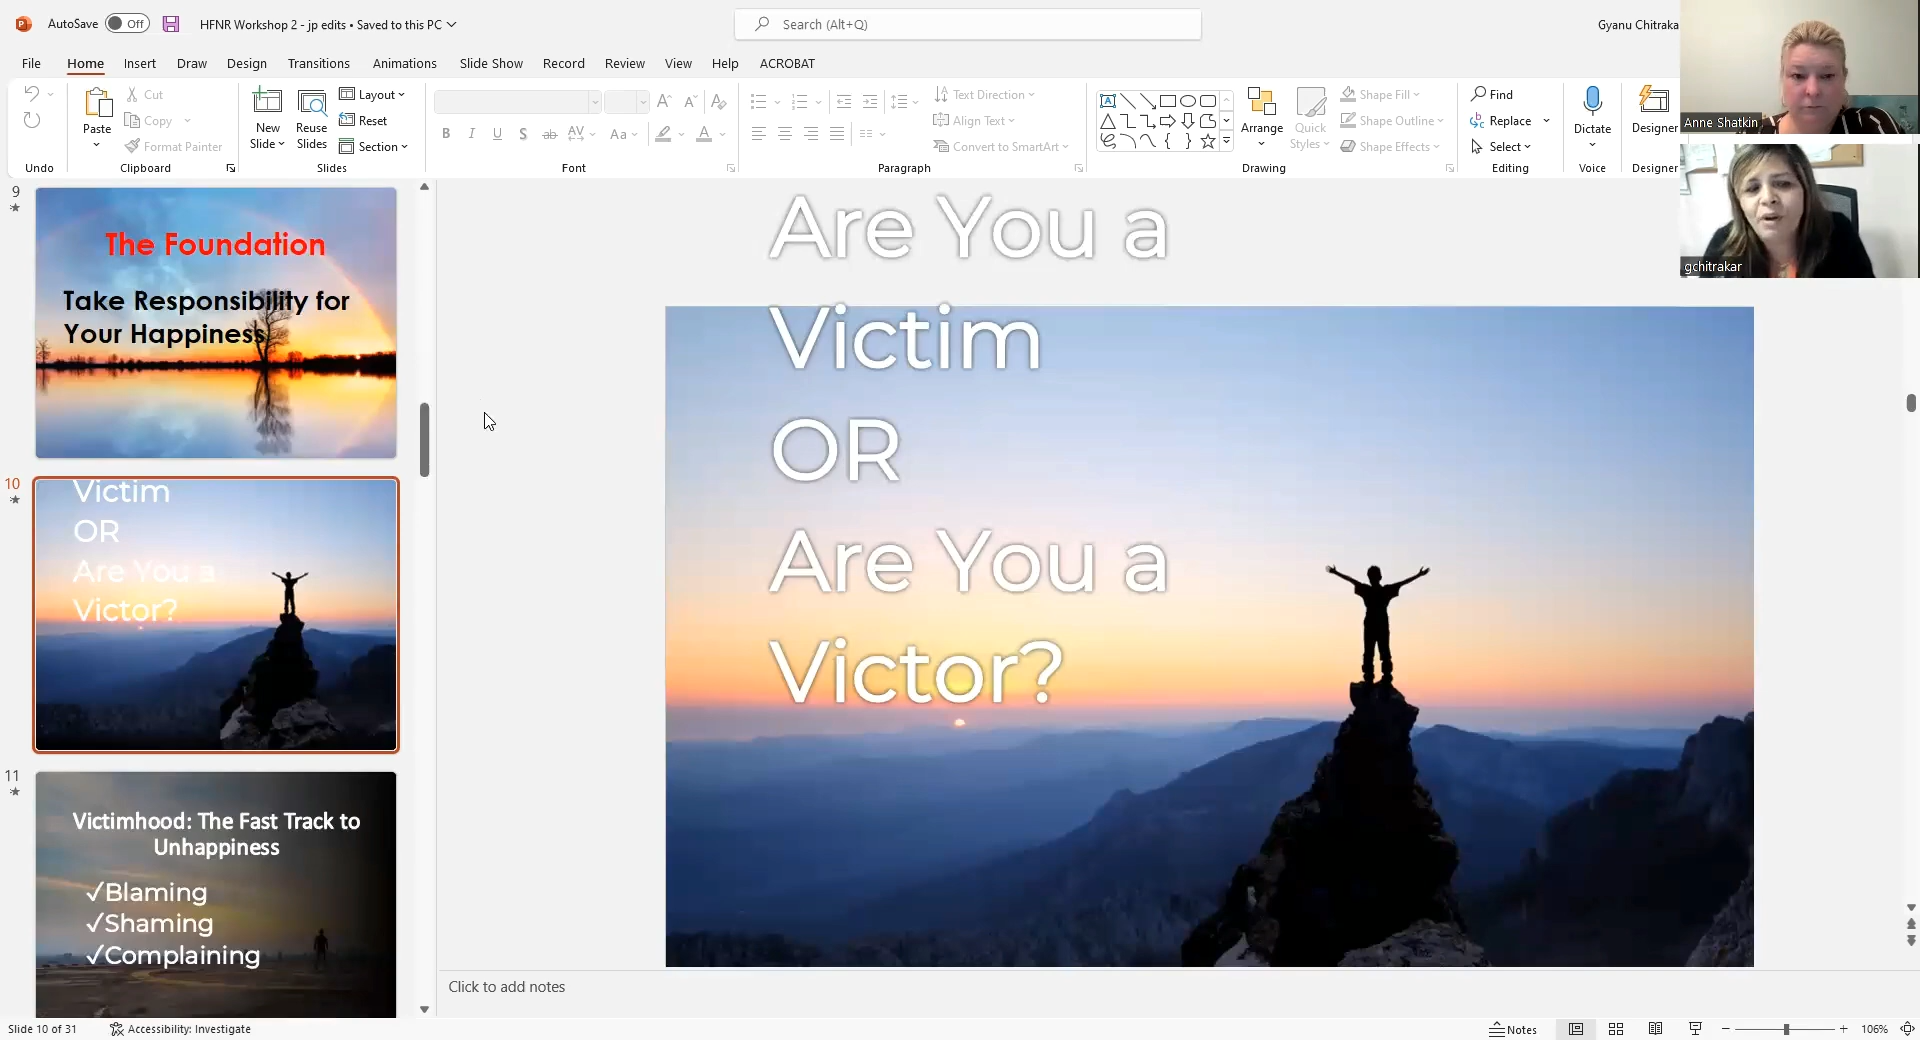 AutoSave Off HFNR Workshop 2 - jp edits • Saved to this PC Search (Alt+Q) Gyanu Chitraka
File Home Insert Draw Design Transitions Animations Slide Show Record Review View Help ACROBAT
Paste
Cut
Copy
Format Painter
New Slide
Reuse Slides
Layout
Reset
Section
B I U S ab AV Aa A
Text Direction
Align Text
Convert to SmartArt
Arrange
Quick Styles
Shape Fill
Shape Outline
Shape Effects
Find
Replace
Select
Dictate
Designer
Undo Clipboard Slides Font Paragraph Drawing Editing Voice Designer
Anne Shatkin
gchitrakar
9
The Foundation
Take Responsibility for
Your Happiness
10
Victim
OR
Are You a
Victor?
11
Victimhood: The Fast Track to
Unhappiness
✓Blaming
✓Shaming
✓Complaining
Are You a
Victim
OR
Are You a
Victor?
Click to add notes
Slide 10 of 31 Accessibility: Investigate Notes 106%